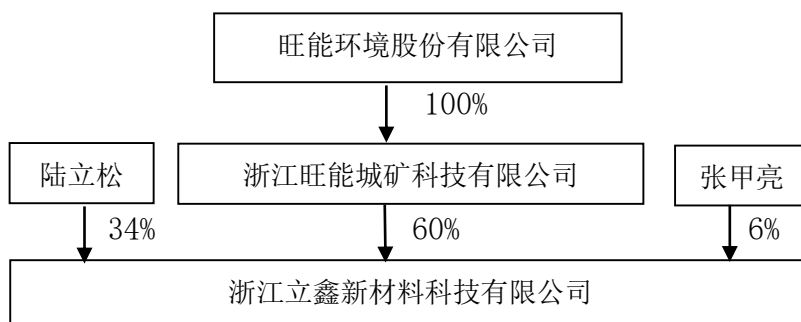 旺能环境股份有限公司
100%
陆立松
浙江旺能城矿科技有限公司
张甲亮
34%
60%
6%
浙江立鑫新材料科技有限公司